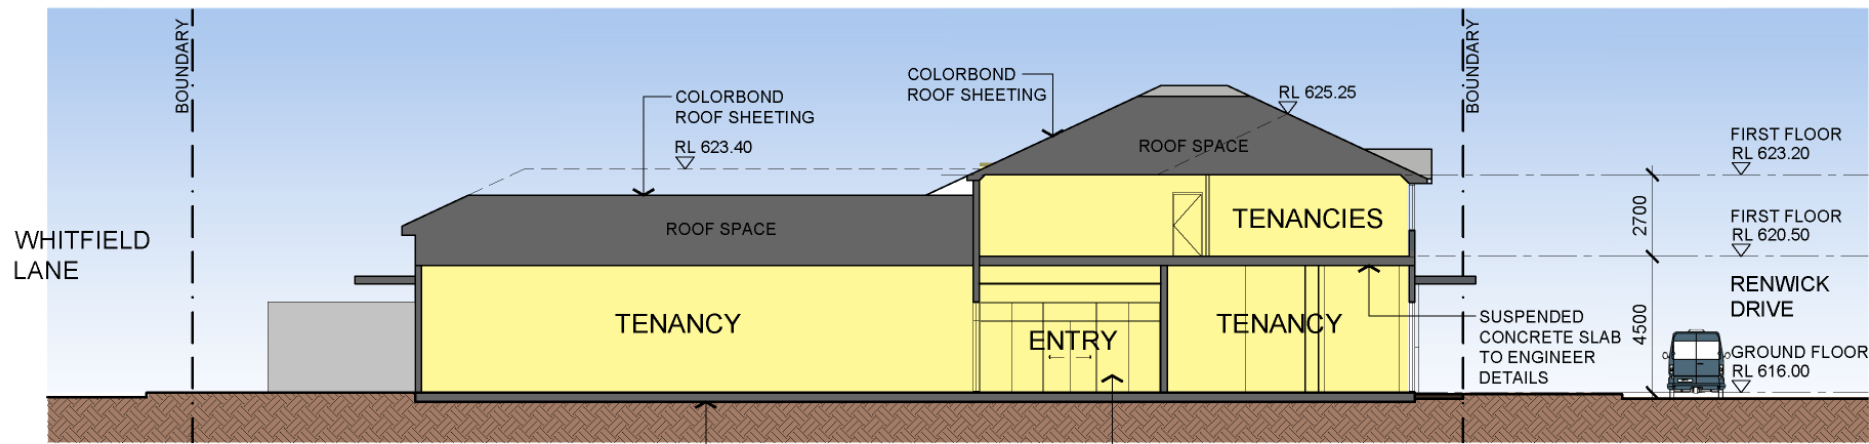 BOUNDARY
COLORBOND
ROOF SHEETING
RL 623.40
COLORBOND
ROOF SHEETING
RL 625.25
BOUNDARY
FIRST FLOOR
RL 623.20
ROOF SPACE
ROOF SPACE
TENANCIES
2700
FIRST FLOOR
RL 620.50
WHITFIELD
LANE
TENANCY
ENTRY
TENANCY
SUSPENDED
CONCRETE SLAB
TO ENGINEER
DETAILS
4500
RENWICK
DRIVE
GROUND FLOOR
RL 616.00